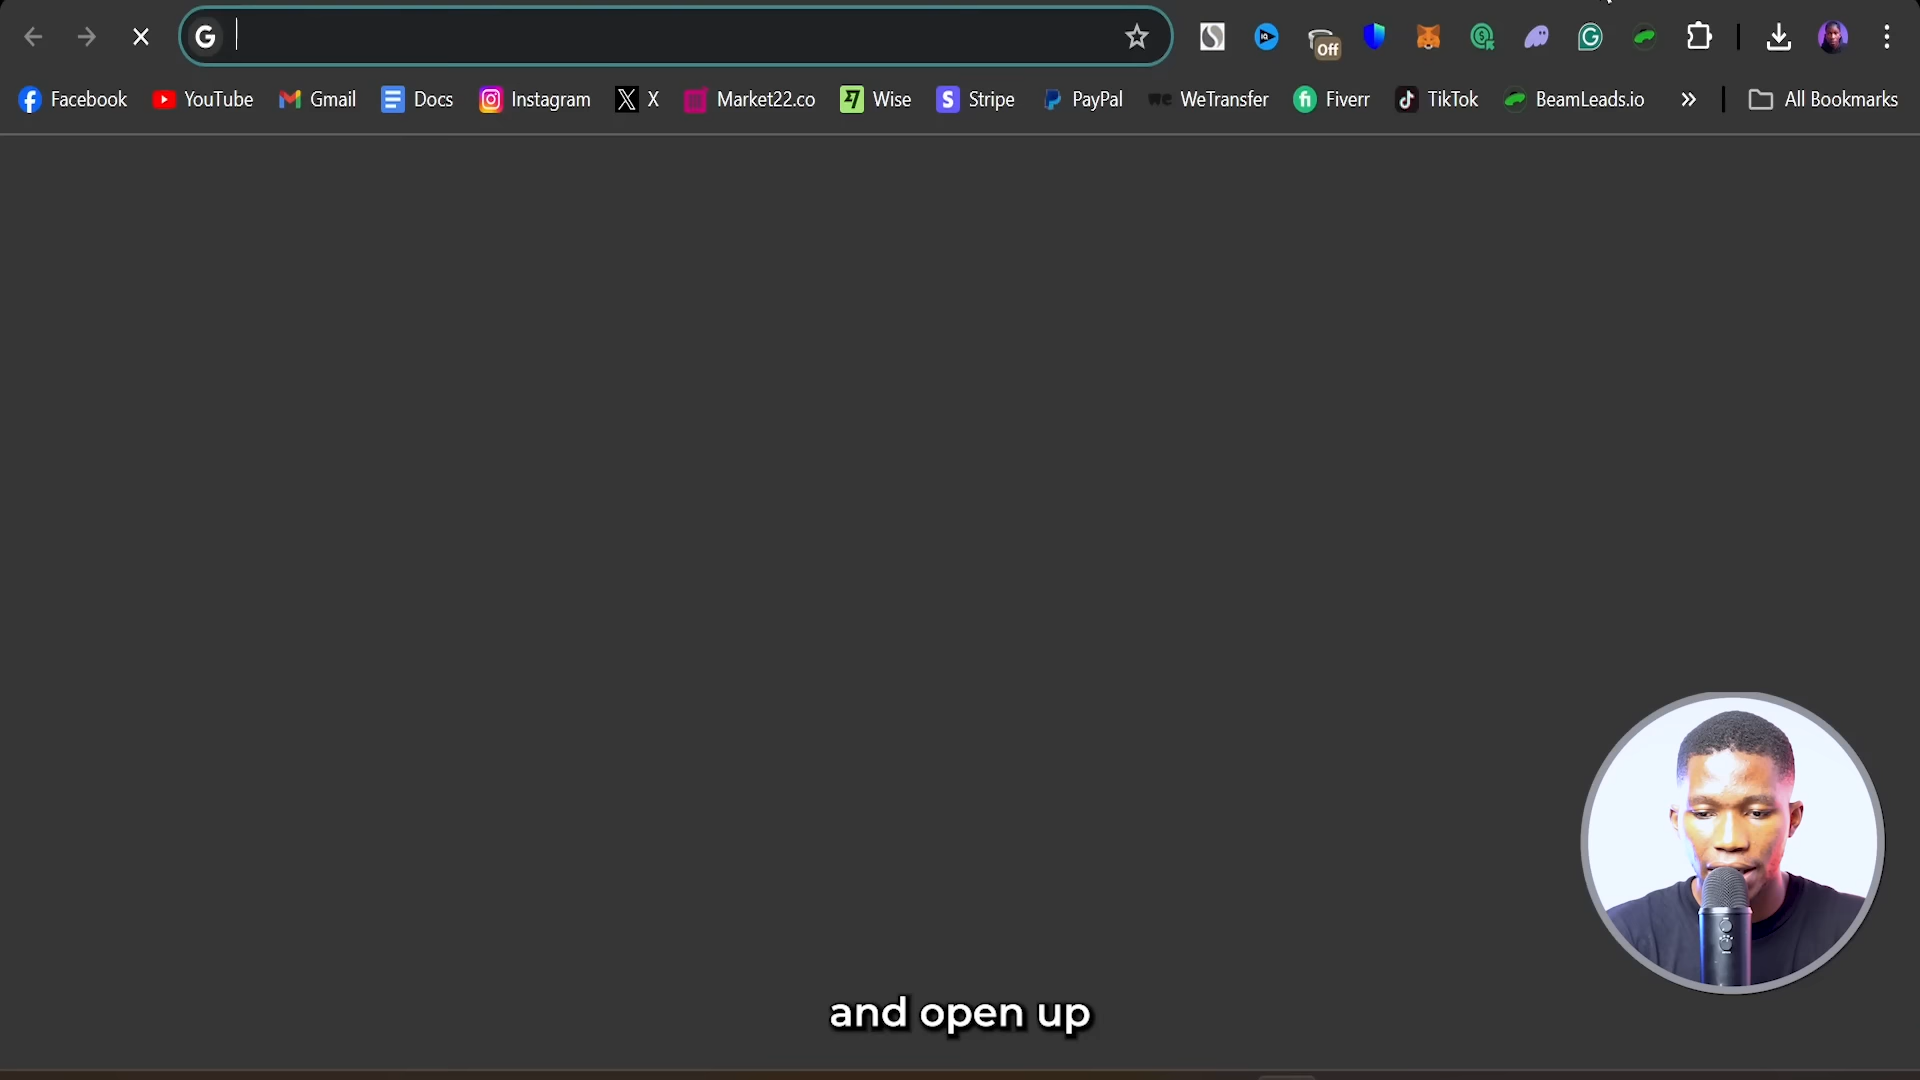 Off
Facebook YouTube Gmail Docs Instagram X Market22.co Wise Stripe PayPal WeTransfer Fiverr TikTok BeamLeads.io All Bookmarks
and open up